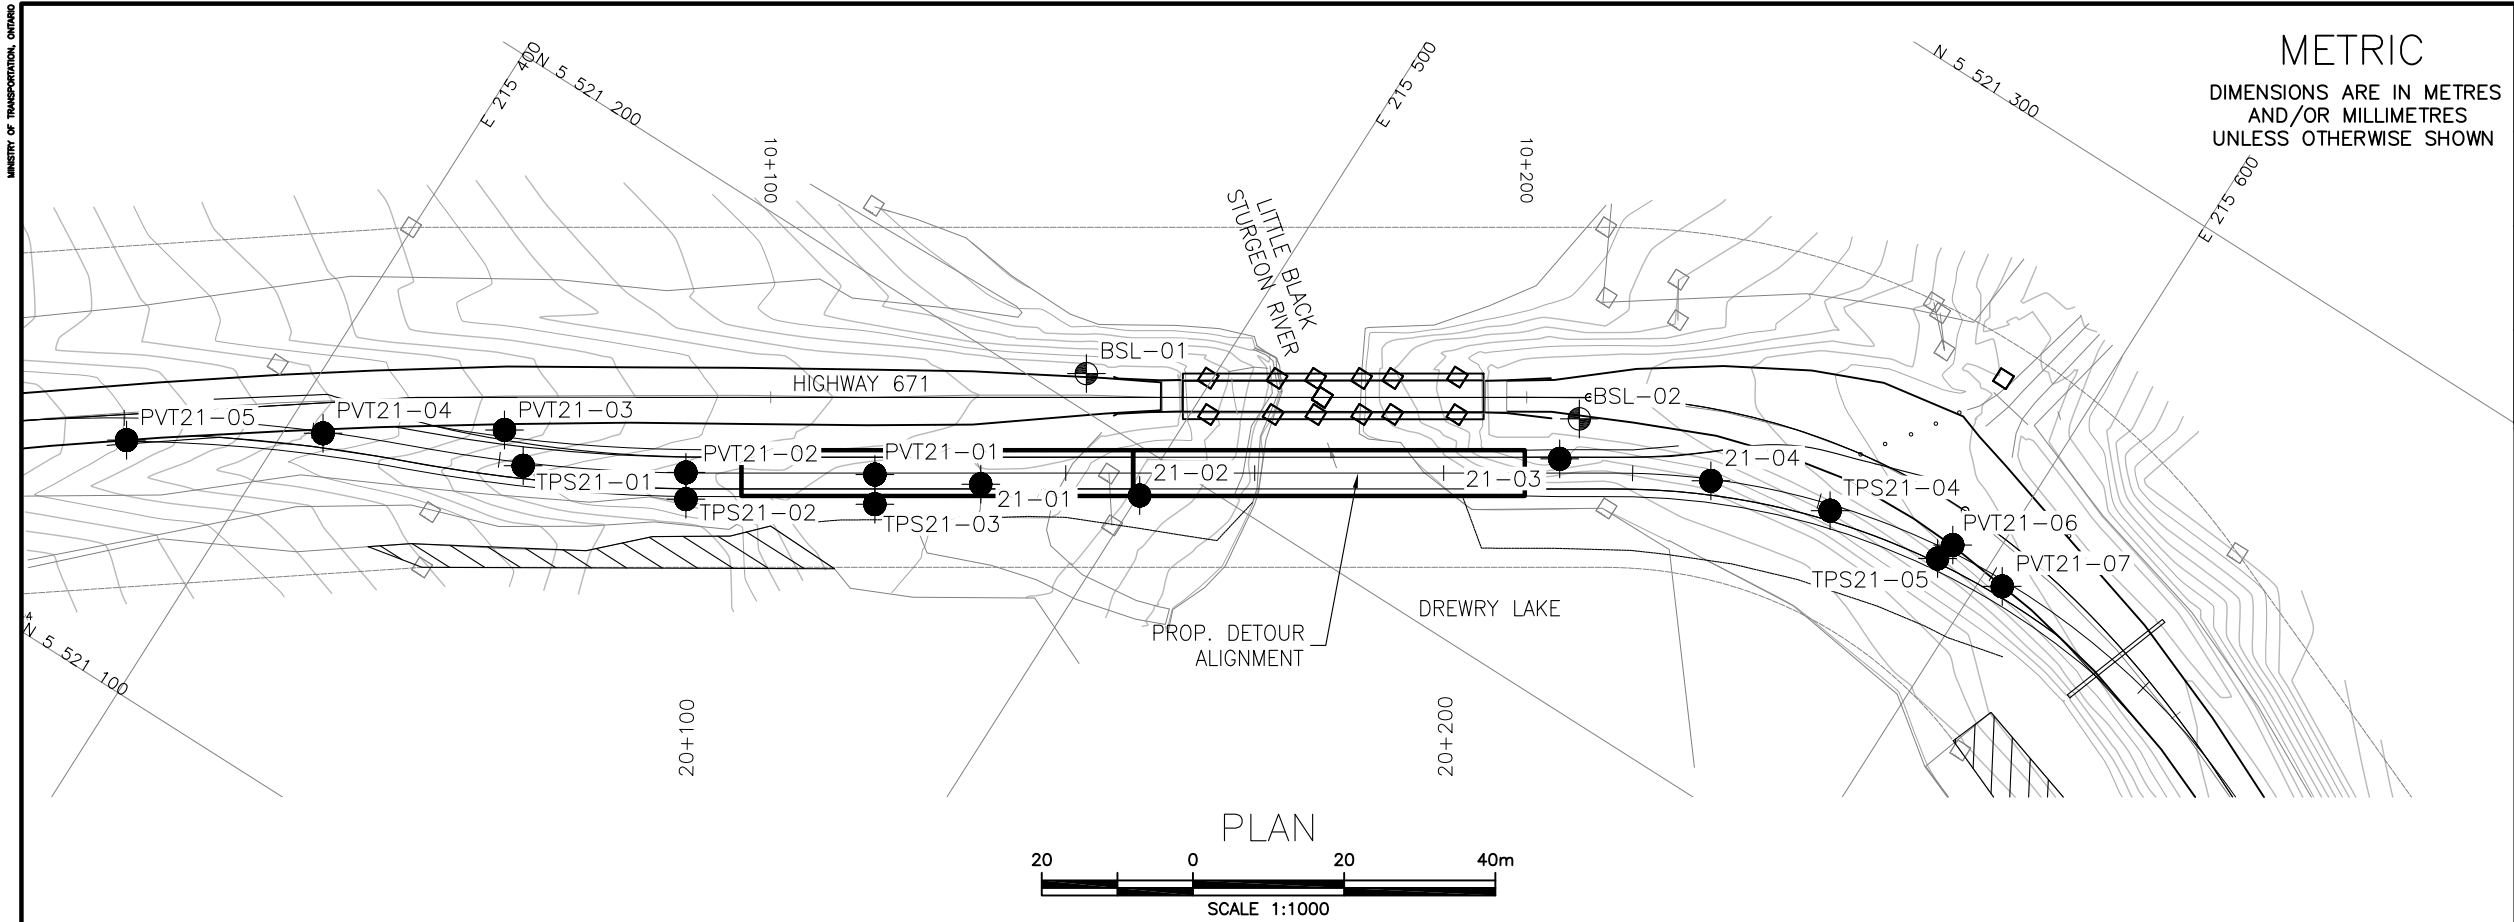 MINISTRY OF TRANSPORTATION, ONTARIO
METRIC
DIMENSIONS ARE IN METRES
AND/OR MILLIMETRES
UNLESS OTHERWISE SHOWN
E 215 400
N 5 521 200
E 215 500
N 5 521 300
E 215 600
10+100
10+200
LITTLE BLACK
STURGEON RIVER
BSL-01
HIGHWAY 671
BSL-02
PVT21-05
PVT21-04
PVT21-03
PVT21-02
PVT21-01
TPS21-01
21-02
21-03
21-04
21-01
TPS21-02
TPS21-03
TPS21-04
PVT21-06
PVT21-07
TPS21-05
DREWRY LAKE
PROP. DETOUR
ALIGNMENT
4
N 5 521 100
20+100
20+200
PLAN
20 0 20 40m
SCALE 1:1000